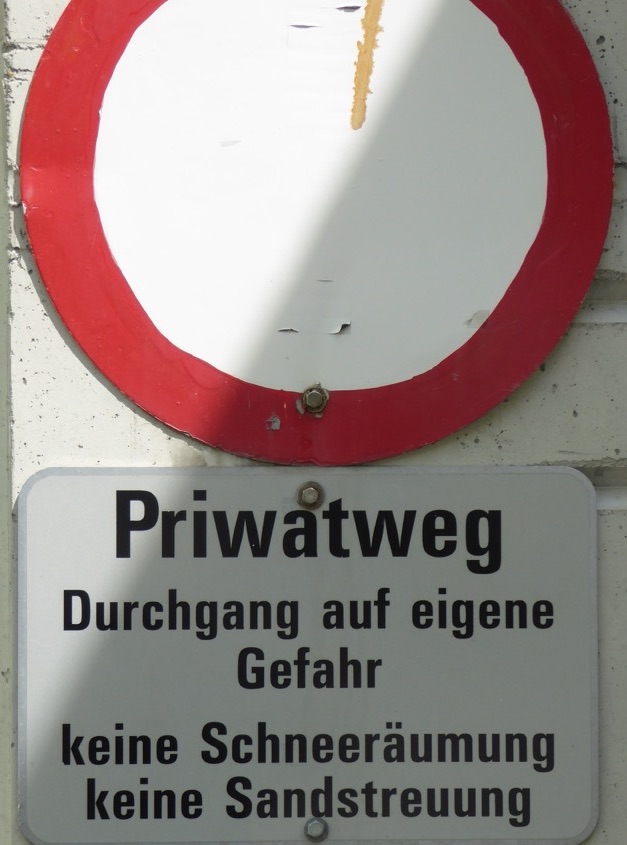 Priwatweg
Durchgang auf eigene
Gefahr
keine Schneeräumung
keine Sandstreuung